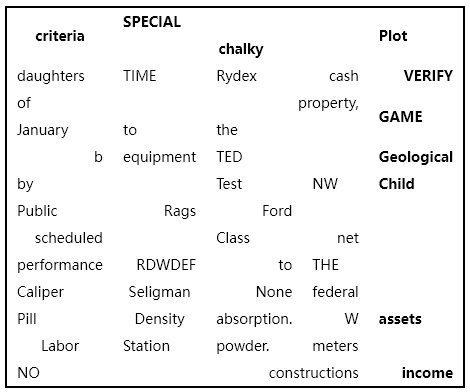 SPECIAL
criteria Plot
chalky
daughters TIME Rydex cash VERIFY
of property,
GAME
January to the
b equipment TED Geological
by Test NW Child
Public Rags Ford
scheduled Class net
performance RDWDEF to THE
Caliper Seligman None federal
Pill Density absorption. W assets
Labor Station powder. meters
NO constructions income